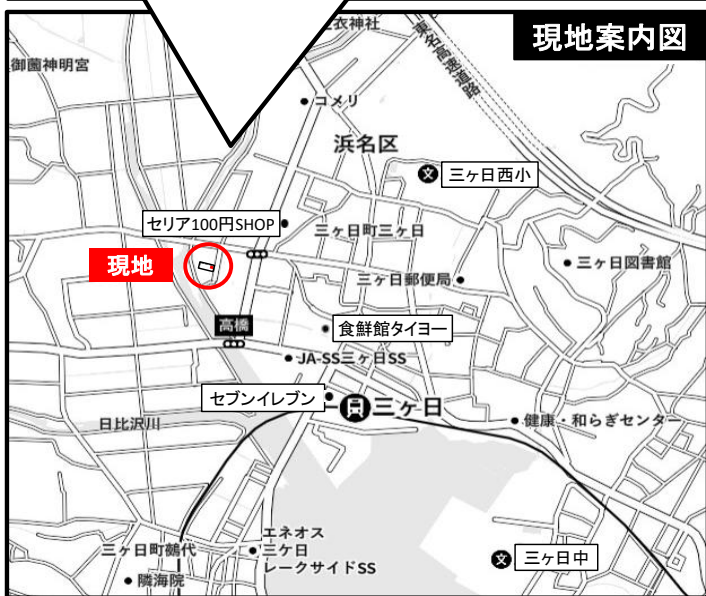 現地案内図
衣神社
東名高速道路
御薗神明宮
コメリ
浜名区
文
三ヶ日西小
セリア100円SHOP
三ヶ日町三ヶ日
現地
三ヶ日郵便局
三ヶ日図書館
高橋
食鮮館タイヨー
JA-SS三ヶ日SS
セブンイレブン
三ヶ日
日比沢川
健康・和らぎセンター
エネオス
三ケ日
レークサイドSS
三ヶ日町鵺代
文
三ヶ日中
隣海院